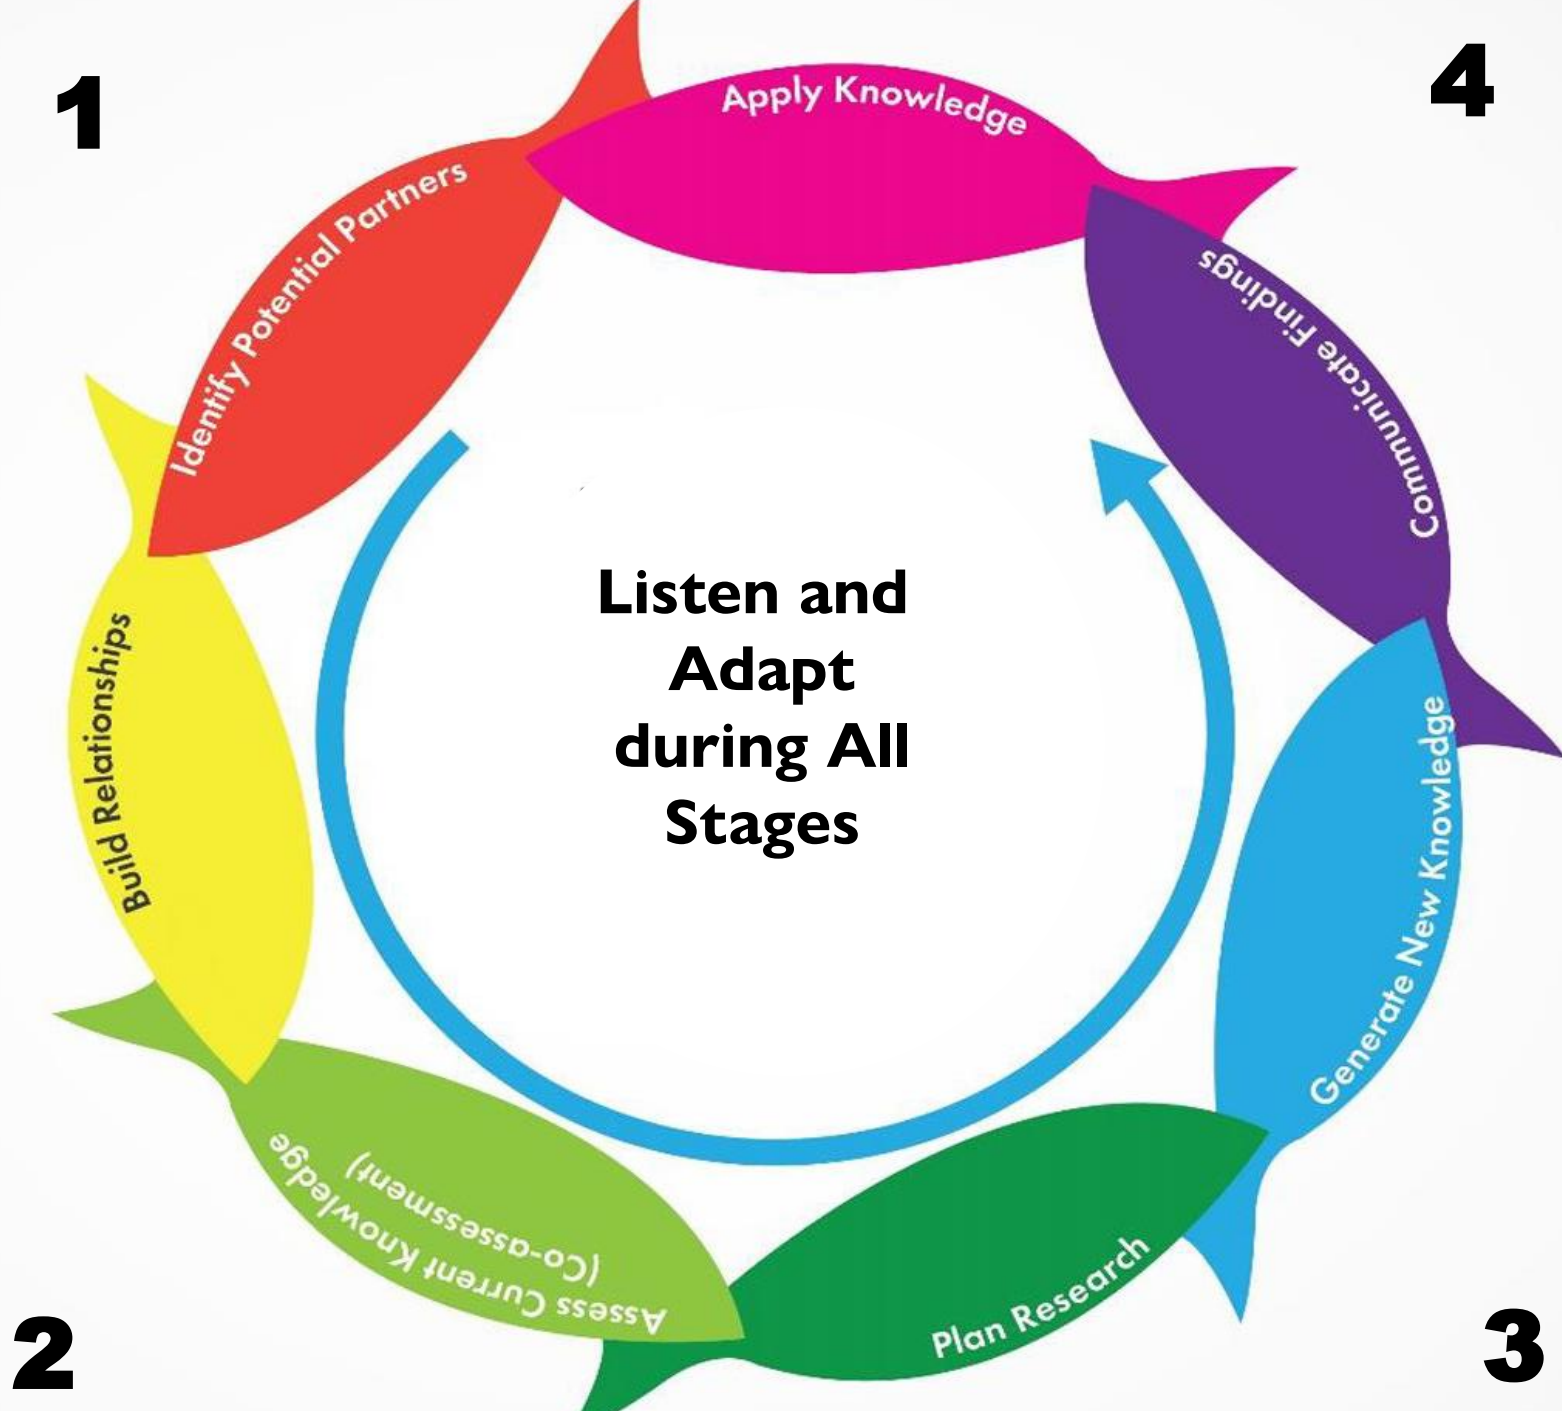 1
4
Apply Knowledge
Identify Potential Partners
Communicate Findings
Listen and
Adapt
during All
Stages
Build Relationships
Generate New Knowledge
Assess Current Knowledge
(Co-assessment)
Plan Research
2
3